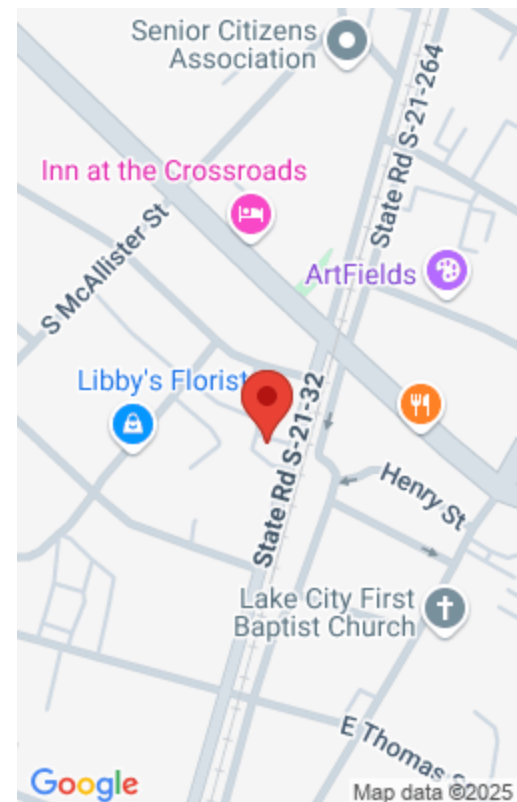 Senior Citizens
Association
State Rd S-21-264
Inn at the Crossroads
S McAllister St
ArtFields
Libby's Florist
State Rd S-21-32
Henry St
Lake City First
Baptist Church
E Thomas
Google
Map data ©2025